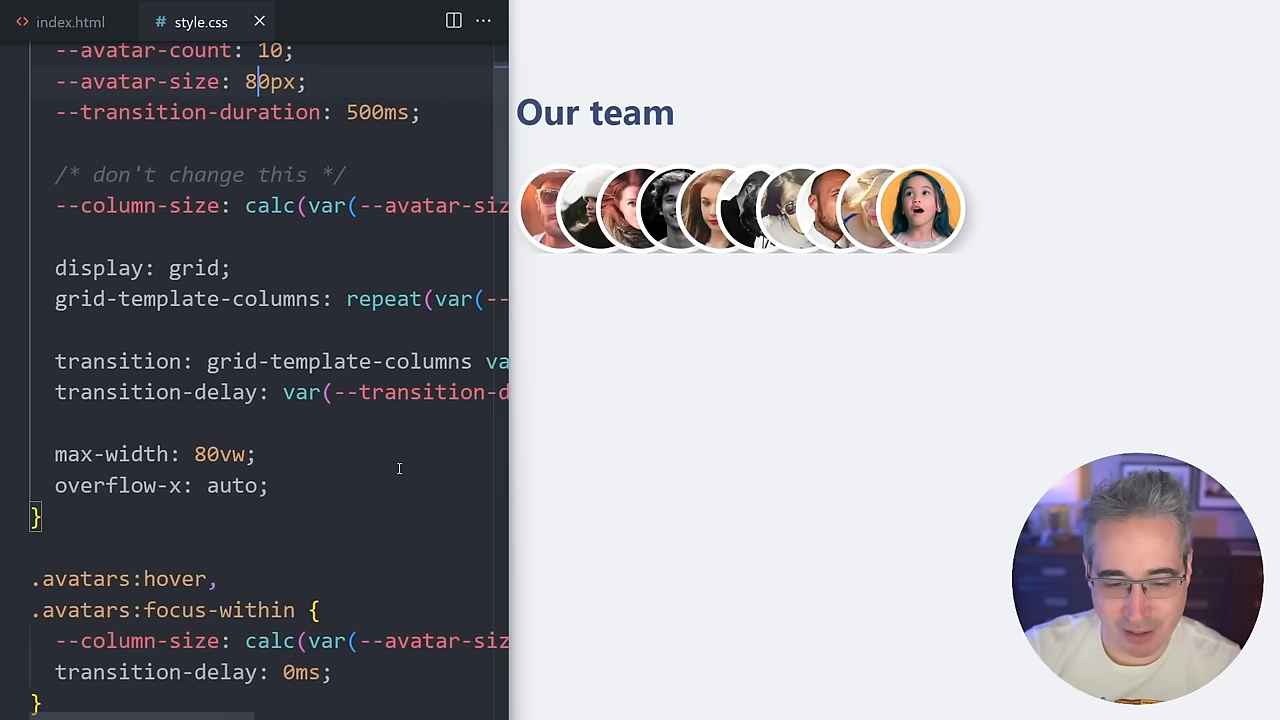 index.html
style.css
--avatar-count: 10;
--avatar-size: 80px;
--transition-duration: 500ms;
/* don't change this */
--column-size: calc(var(--avatar-siz
display: grid;
grid-template-columns: repeat(var(--
transition: grid-template-columns va
transition-delay: var(--transition-d
max-width: 80vw;
overflow-x: auto;
}
.avatars:hover,
.avatars:focus-within {
--column-size: calc(var(--avatar-siz
transition-delay: 0ms;
}
Our team